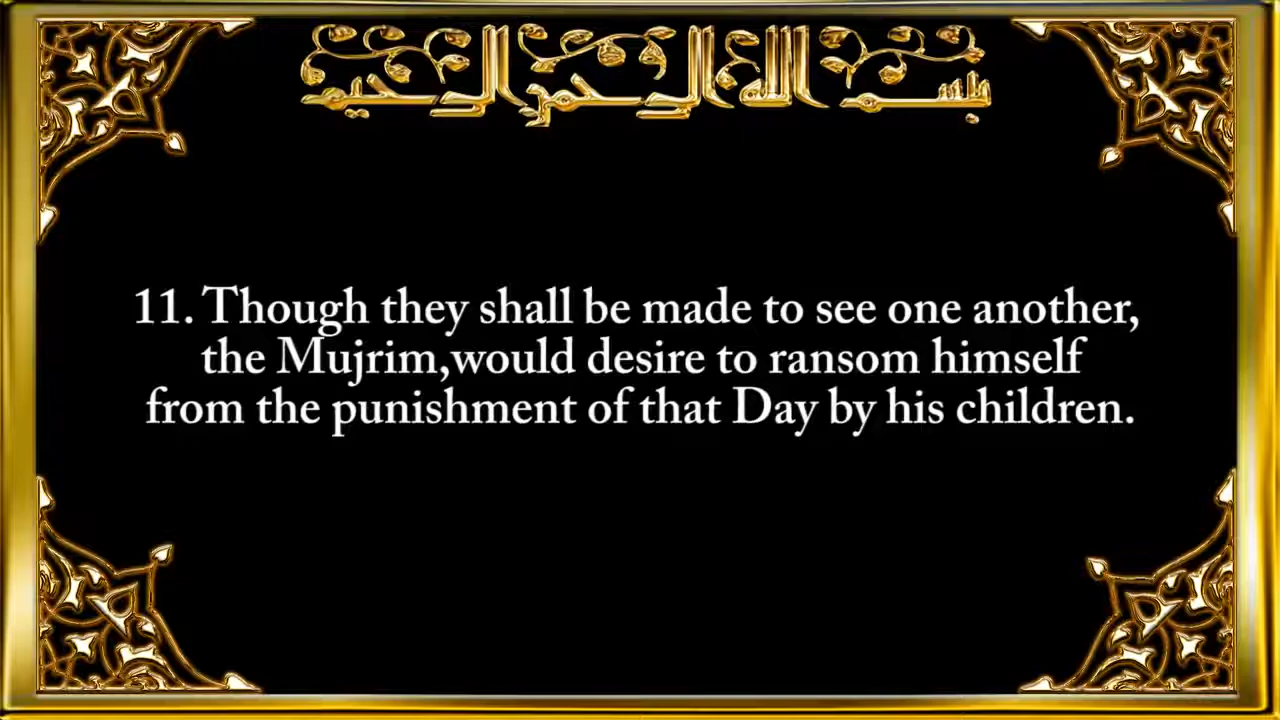 بسم الله الرحمن الرحيم
11. Though they shall be made to see one another,
the Mujrim,would desire to ransom himself
from the punishment of that Day by his children.